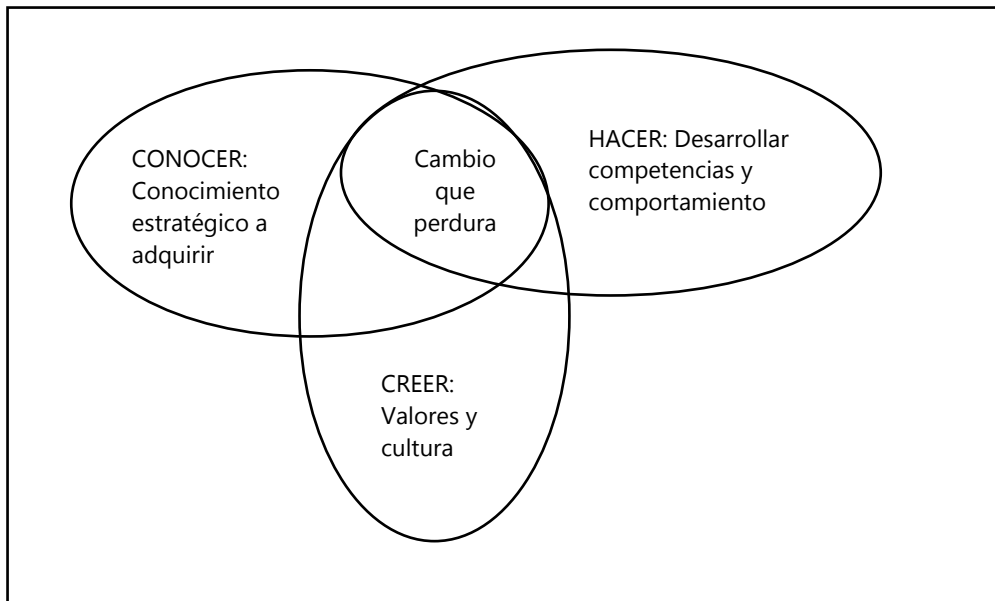 CONOCER:
Conocimiento
estratégico a
adquirir
Cambio
que
perdura
HACER: Desarrollar
competencias y
comportamiento
CREER:
Valores y
cultura